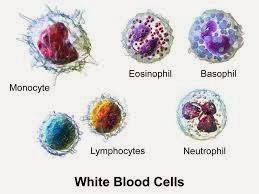 Monocyte
Eosinophil
Basophil
Lymphocytes
Neutrophil
White Blood Cells